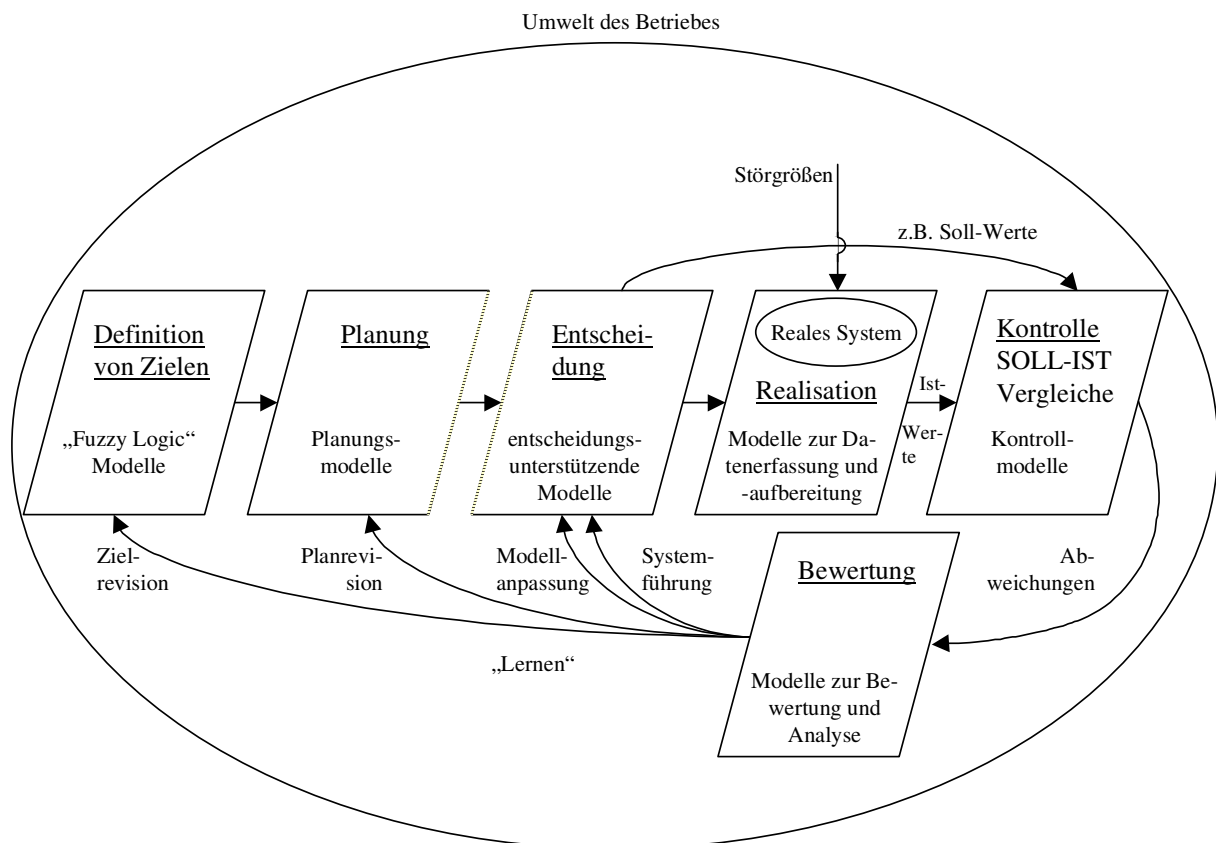 Umwelt des Betriebes
Störgrößen
z.B. Soll-Werte
Definition
von Zielen
„Fuzzy Logic“
Modelle
Planung
Planungs-
modelle
Entschei-
dung
entscheidungs-
unterstützende
Modelle
Reales System
Realisation
Modelle zur Da-
tenerfassung und
-aufbereitung
Ist-
Wer-
te
Kontrolle
SOLL-IST
Vergleiche
Kontroll-
modelle
Ziel-
revision
Planrevi-
sion
Modell-
anpassung
System-
führung
Bewertung
Modelle zur Be-
wertung und
Analyse
Ab-
weichungen
„Lernen“